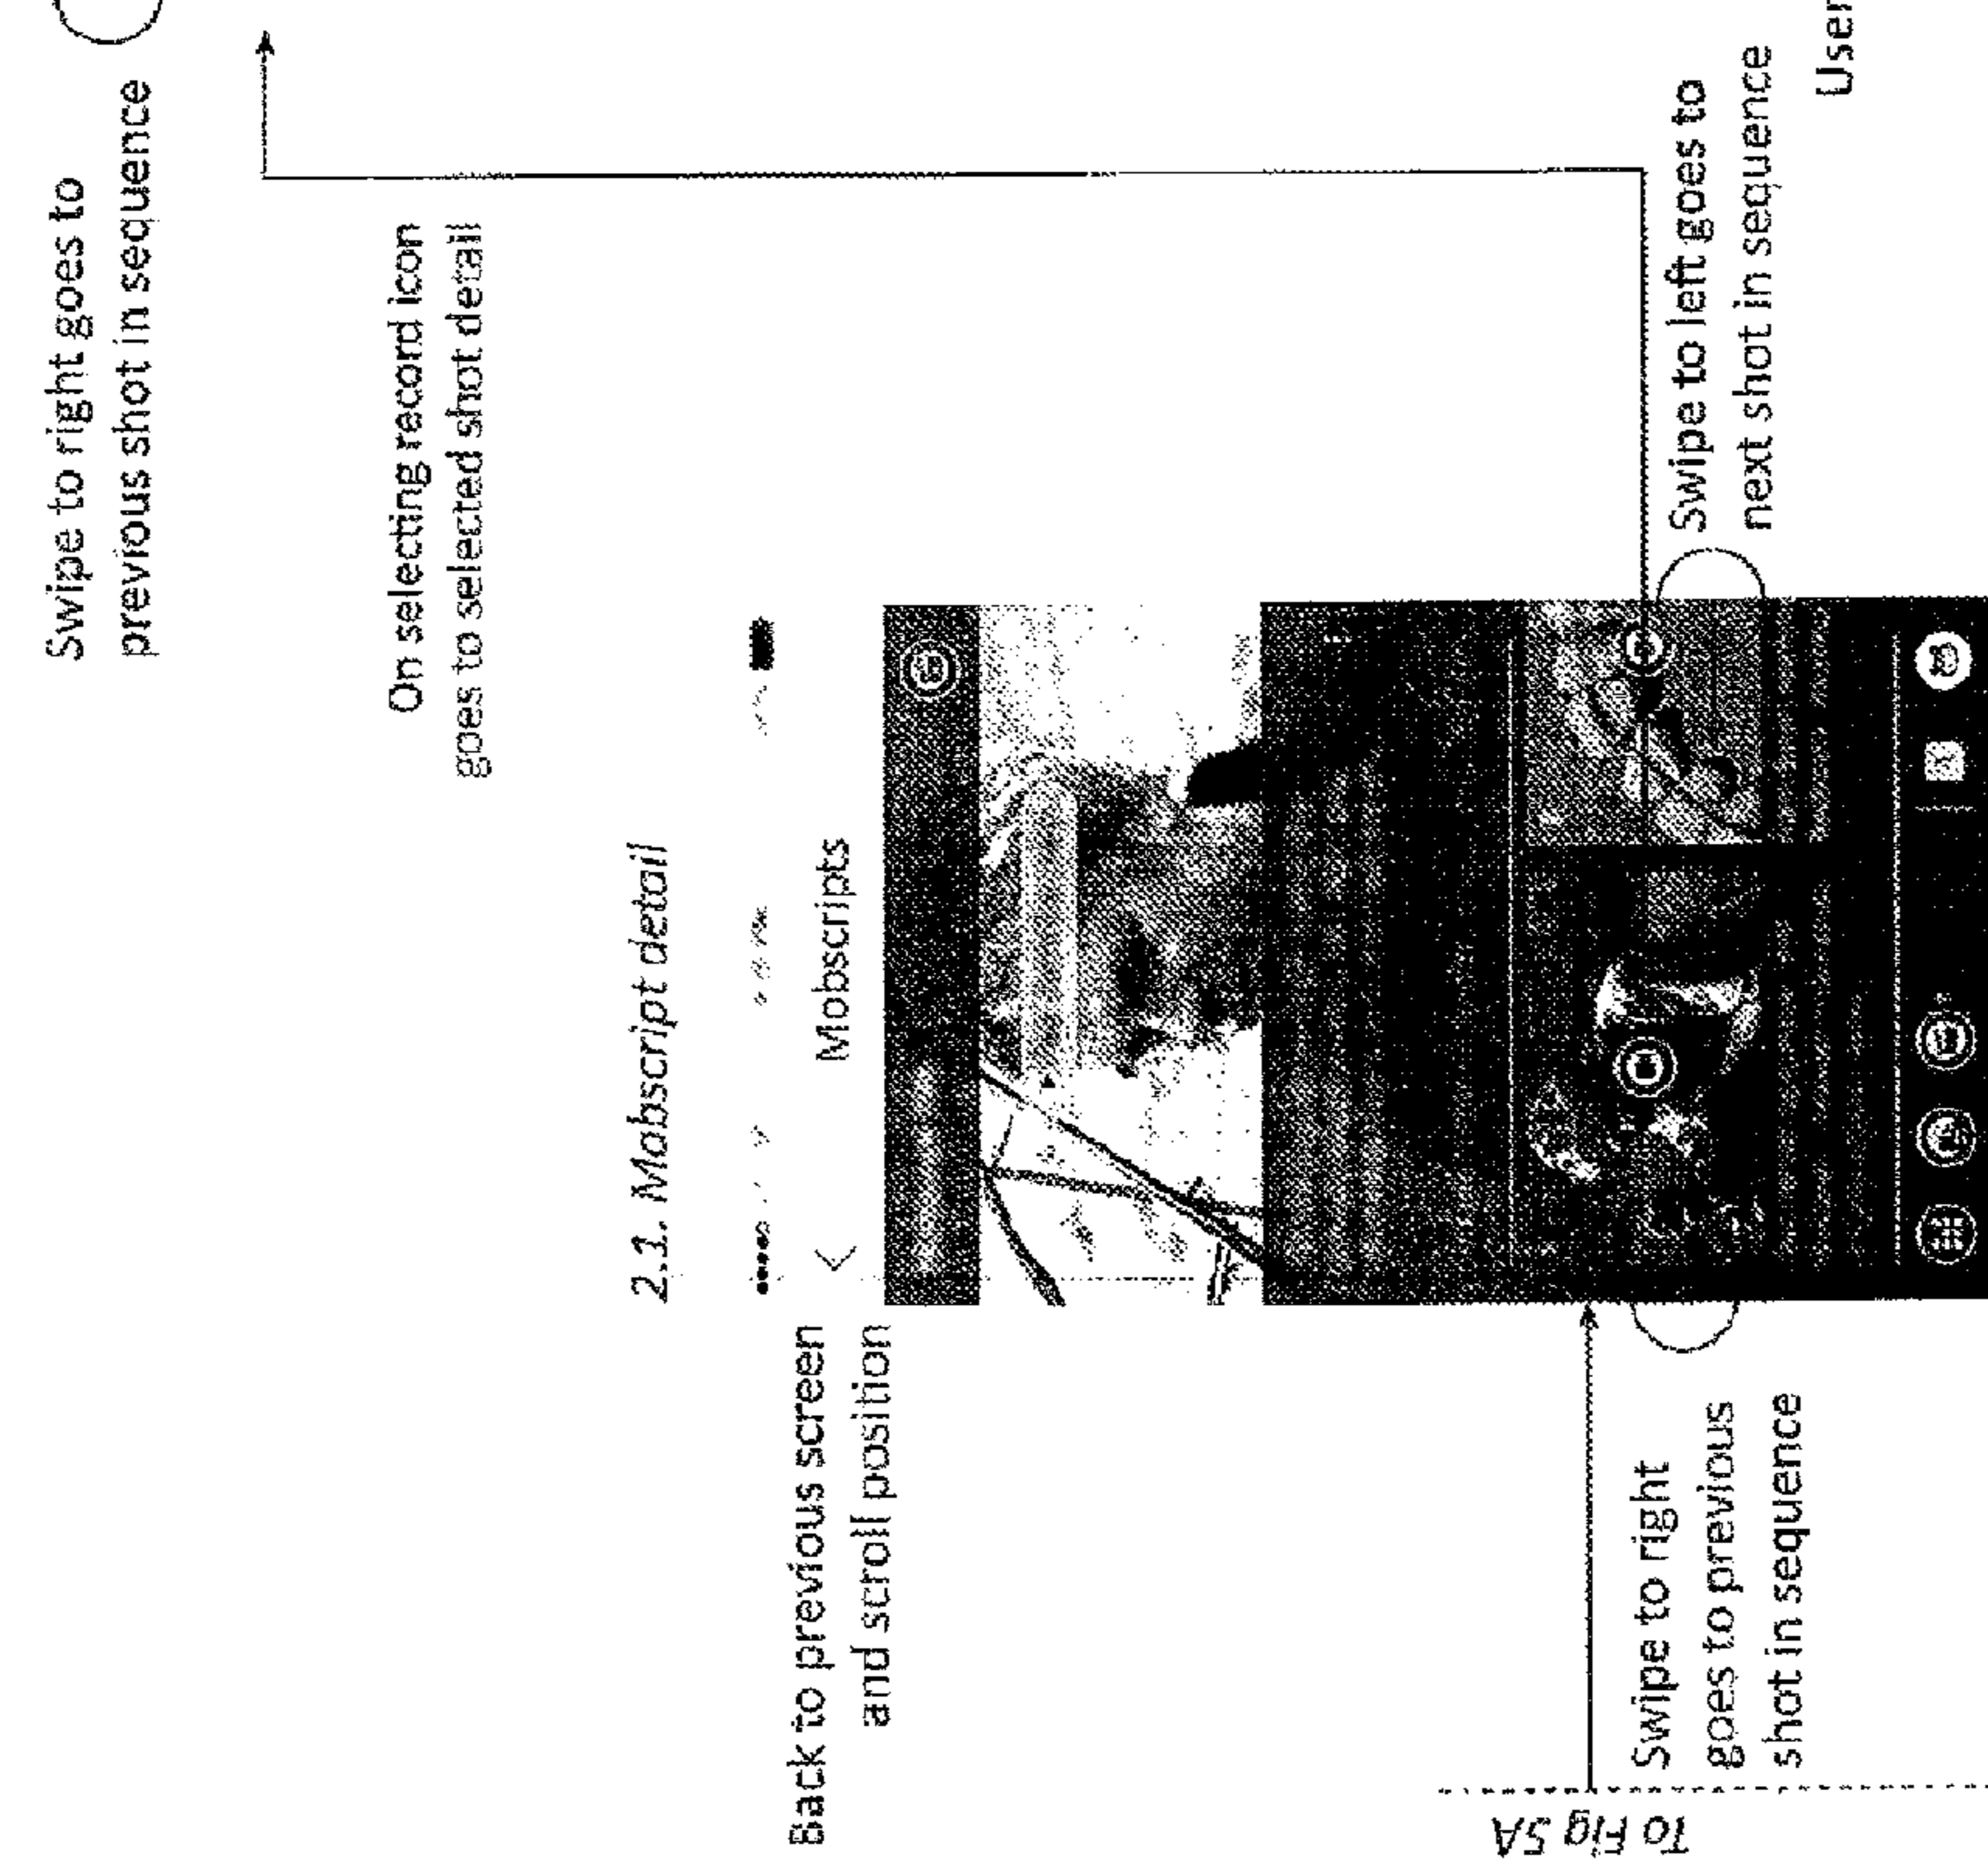 Swipe to right goes to
previous shot in sequence
On selecting record icon
goes to selected shot detail
2.1. Mobscript detail
Mobscripts
Back to previous screen
and scroll position
Swipe to left goes to
next shot in sequence
User
Swipe to right
goes to previous
shot in sequence
To Fig 5A